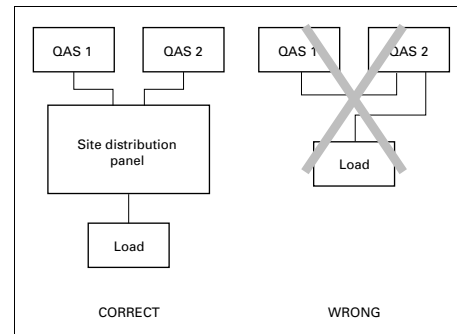 QAS 1
QAS 2
Site distribution
panel
Load
CORRECT
QAS 1
QAS 2
Load
WRONG